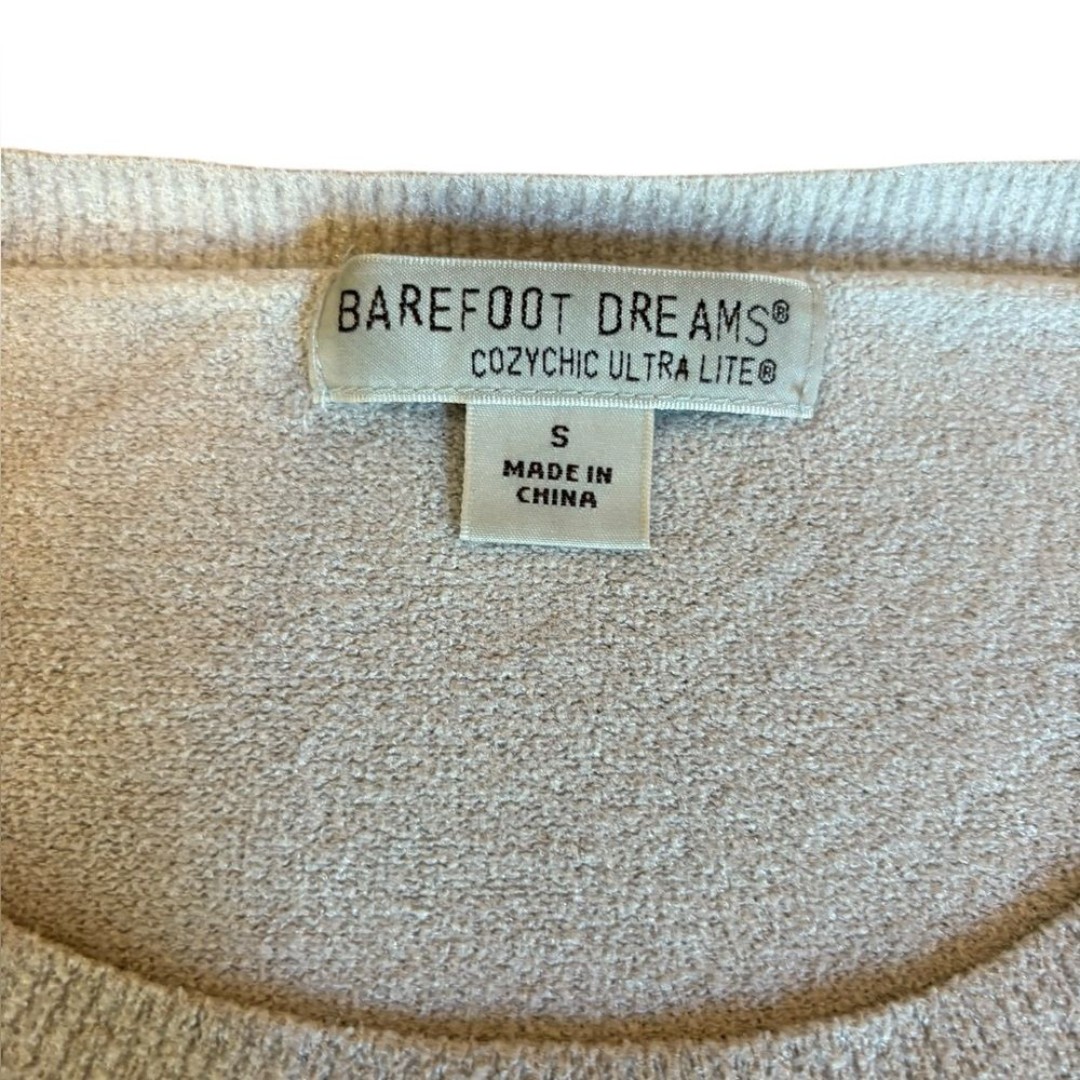 BAREFOOT DREAMS®
COZYCHIC ULTRA LITE®
S
MADE IN
CHINA